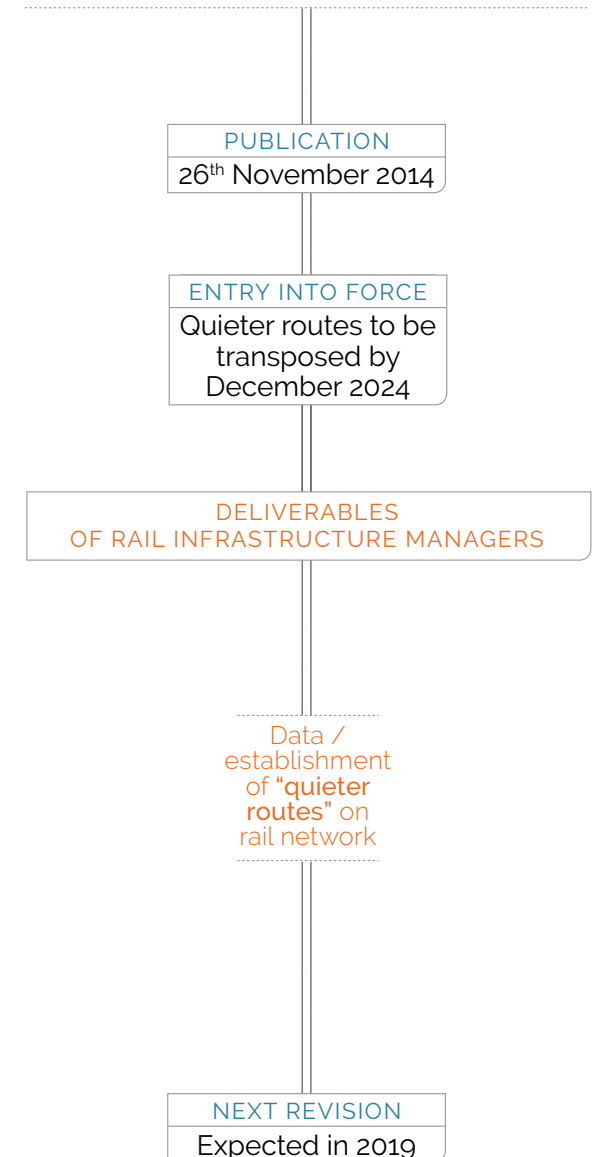 PUBLICATION
26th November 2014
ENTRY INTO FORCE
Quieter routes to be
transposed by
December 2024
DELIVERABLES
OF RAIL INFRASTRUCTURE MANAGERS
Data /
establishment
of “quieter
routes” on
rail network
NEXT REVISION
Expected in 2019